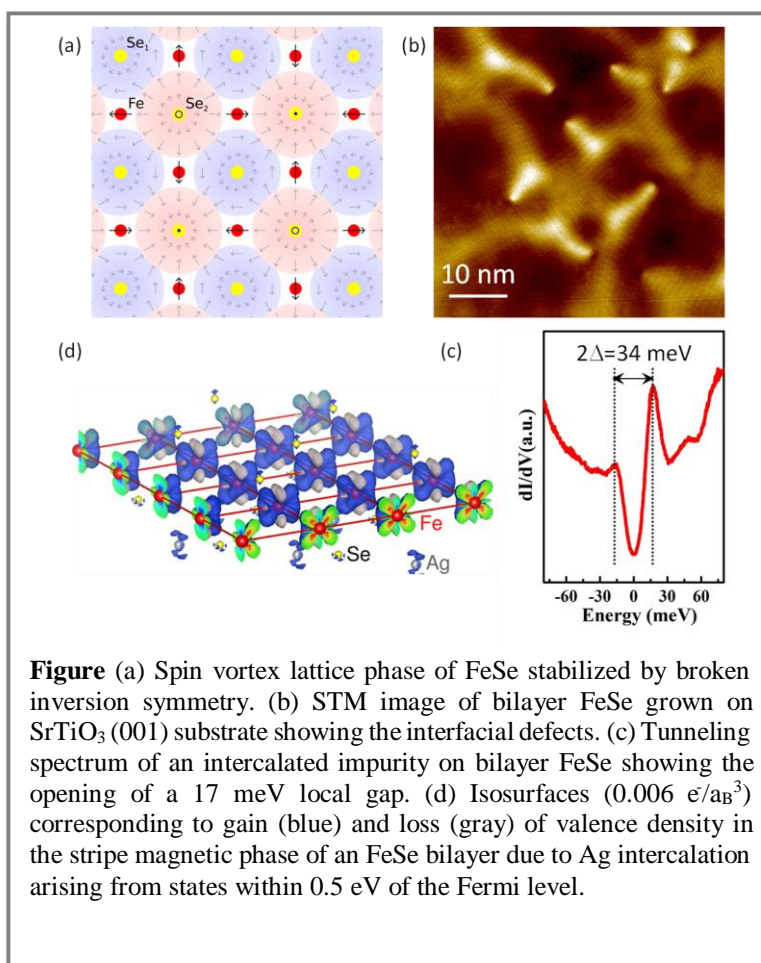 (a)
Se₁
Fe
Se₂
(b)
10 nm
(d)
Fe
Se
Ag
(c)
2Δ=34 meV
dI/dV(a.u.)
-60 -30 0 30 60
Energy (meV)
Figure (a) Spin vortex lattice phase of FeSe stabilized by broken
inversion symmetry. (b) STM image of bilayer FeSe grown on
SrTiO₃ (001) substrate showing the interfacial defects. (c) Tunneling
spectrum of an intercalated impurity on bilayer FeSe showing the
opening of a 17 meV local gap. (d) Isosurfaces (0.006 e⁻/aB³)
corresponding to gain (blue) and loss (gray) of valence density in
the stripe magnetic phase of an FeSe bilayer due to Ag intercalation
arising from states within 0.5 eV of the Fermi level.